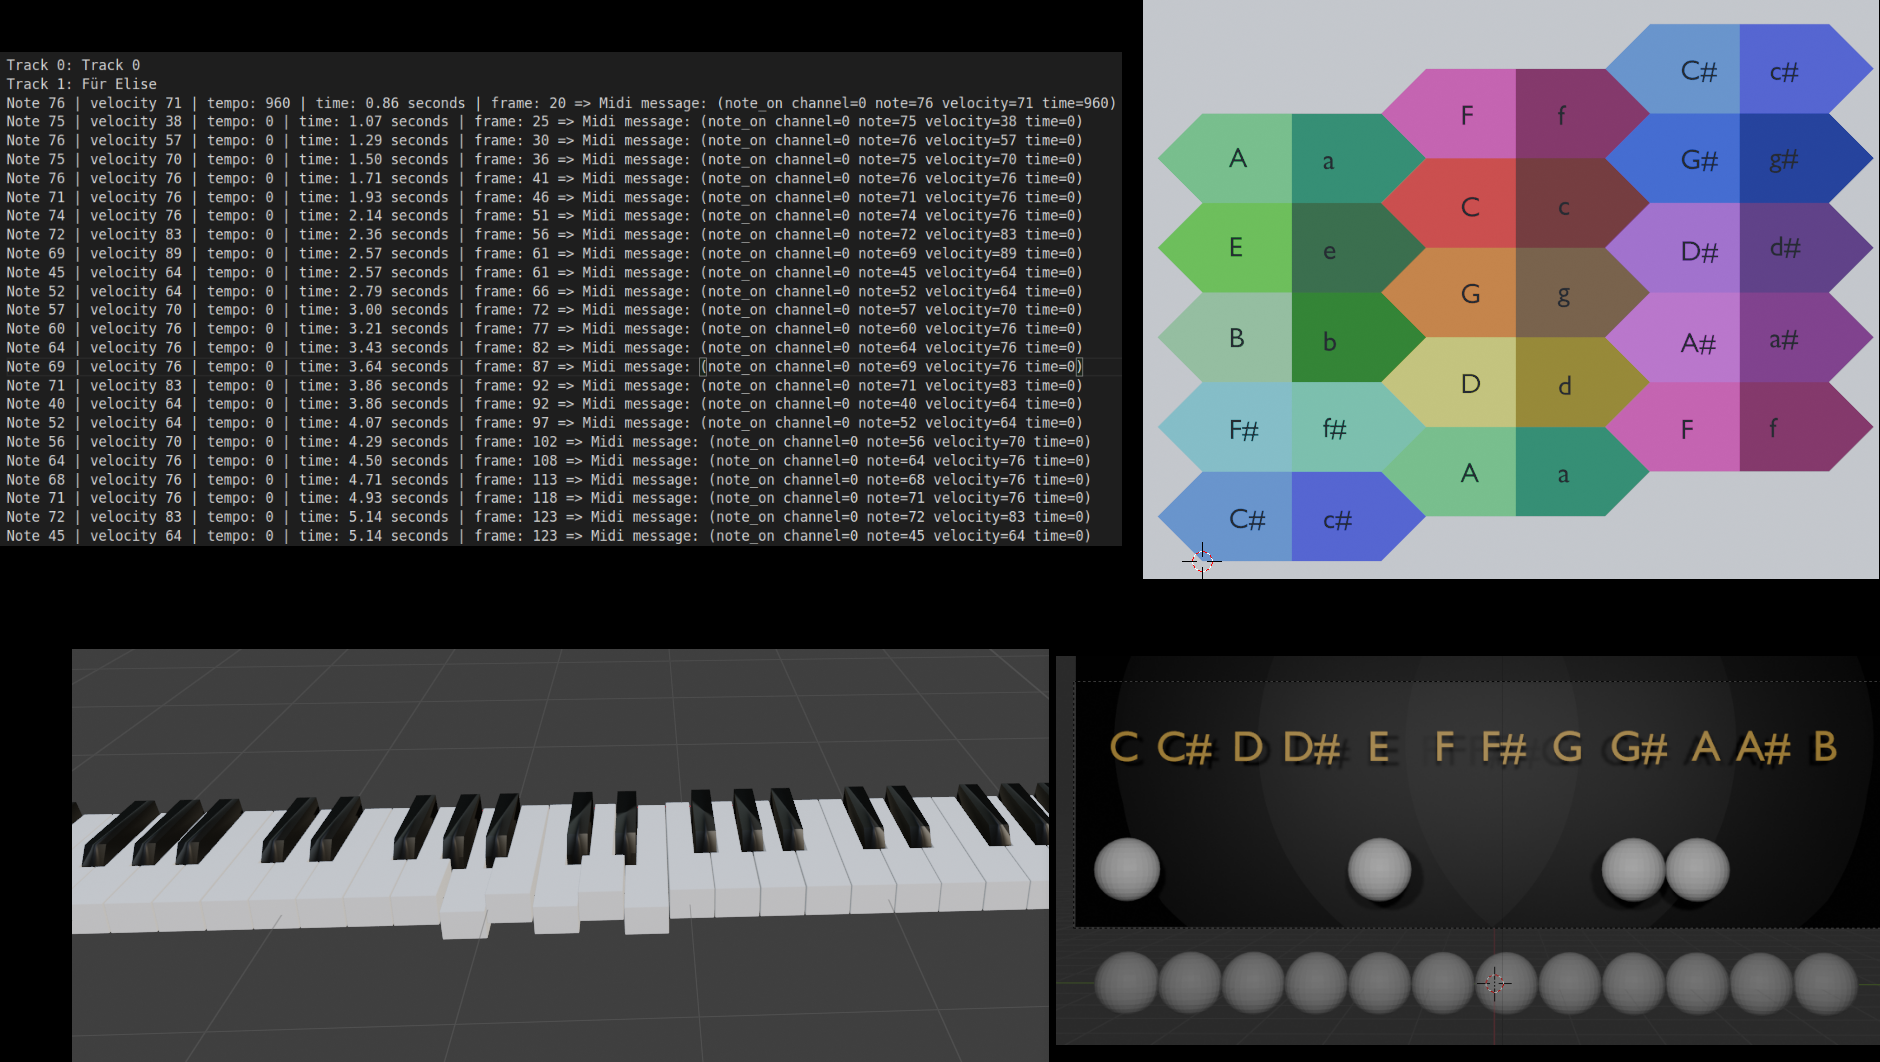 Track 0: Track 0
Track 1: Für Elise
Note 76 | velocity 71 | tempo: 960 | time: 0.86 seconds | frame: 20 => Midi message: (note_on channel=0 note=76 velocity=71 time=960)
Note 75 | velocity 38 | tempo: 0 | time: 1.07 seconds | frame: 25 => Midi message: (note_on channel=0 note=75 velocity=38 time=0)
Note 76 | velocity 57 | tempo: 0 | time: 1.29 seconds | frame: 30 => Midi message: (note_on channel=0 note=76 velocity=57 time=0)
Note 75 | velocity 70 | tempo: 0 | time: 1.50 seconds | frame: 36 => Midi message: (note_on channel=0 note=75 velocity=70 time=0)
Note 76 | velocity 76 | tempo: 0 | time: 1.71 seconds | frame: 41 => Midi message: (note_on channel=0 note=76 velocity=76 time=0)
Note 71 | velocity 76 | tempo: 0 | time: 1.93 seconds | frame: 46 => Midi message: (note_on channel=0 note=71 velocity=76 time=0)
Note 74 | velocity 76 | tempo: 0 | time: 2.14 seconds | frame: 51 => Midi message: (note_on channel=0 note=74 velocity=76 time=0)
Note 72 | velocity 83 | tempo: 0 | time: 2.36 seconds | frame: 56 => Midi message: (note_on channel=0 note=72 velocity=83 time=0)
Note 69 | velocity 89 | tempo: 0 | time: 2.57 seconds | frame: 61 => Midi message: (note_on channel=0 note=69 velocity=89 time=0)
Note 45 | velocity 64 | tempo: 0 | time: 2.57 seconds | frame: 61 => Midi message: (note_on channel=0 note=45 velocity=64 time=0)
Note 52 | velocity 64 | tempo: 0 | time: 2.79 seconds | frame: 66 => Midi message: (note_on channel=0 note=52 velocity=64 time=0)
Note 57 | velocity 70 | tempo: 0 | time: 3.00 seconds | frame: 72 => Midi message: (note_on channel=0 note=57 velocity=70 time=0)
Note 60 | velocity 76 | tempo: 0 | time: 3.21 seconds | frame: 77 => Midi message: (note_on channel=0 note=60 velocity=76 time=0)
Note 64 | velocity 76 | tempo: 0 | time: 3.43 seconds | frame: 82 => Midi message: (note_on channel=0 note=64 velocity=76 time=0)
Note 69 | velocity 76 | tempo: 0 | time: 3.64 seconds | frame: 87 => Midi message: (note_on channel=0 note=69 velocity=76 time=0)
Note 71 | velocity 83 | tempo: 0 | time: 3.86 seconds | frame: 92 => Midi message: (note_on channel=0 note=71 velocity=83 time=0)
Note 40 | velocity 64 | tempo: 0 | time: 3.86 seconds | frame: 92 => Midi message: (note_on channel=0 note=40 velocity=64 time=0)
Note 52 | velocity 64 | tempo: 0 | time: 4.07 seconds | frame: 97 => Midi message: (note_on channel=0 note=52 velocity=64 time=0)
Note 56 | velocity 70 | tempo: 0 | time: 4.29 seconds | frame: 102 => Midi message: (note_on channel=0 note=56 velocity=70 time=0)
Note 64 | velocity 76 | tempo: 0 | time: 4.50 seconds | frame: 108 => Midi message: (note_on channel=0 note=64 velocity=76 time=0)
Note 68 | velocity 76 | tempo: 0 | time: 4.71 seconds | frame: 113 => Midi message: (note_on channel=0 note=68 velocity=76 time=0)
Note 71 | velocity 76 | tempo: 0 | time: 4.93 seconds | frame: 118 => Midi message: (note_on channel=0 note=71 velocity=76 time=0)
Note 72 | velocity 83 | tempo: 0 | time: 5.14 seconds | frame: 123 => Midi message: (note_on channel=0 note=72 velocity=83 time=0)
Note 45 | velocity 64 | tempo: 0 | time: 5.14 seconds | frame: 123 => Midi message: (note_on channel=0 note=45 velocity=64 time=0)
C# c#
F f
A a G# g#
C c
E e D# d#
G g
B b A# a#
D d
F# f# F f
A a
C# c#
C C# D D# E F F# G G# A A# B